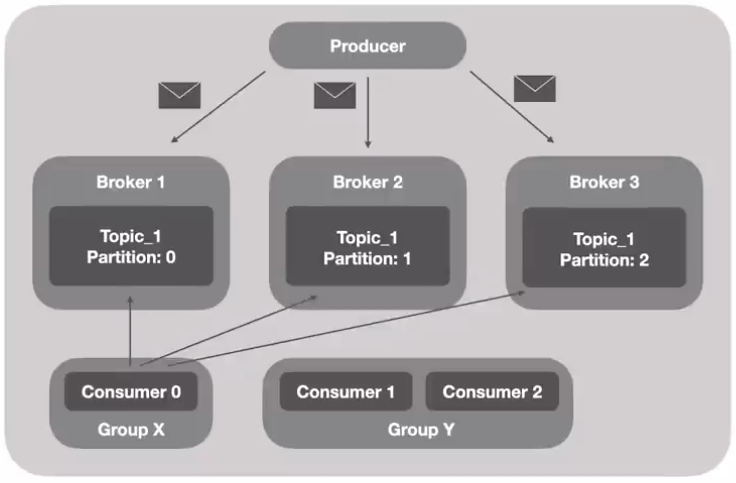 Producer
Broker 1
Broker 2
Broker 3
Topic_1
Partition: 0
Topic_1
Partition: 1
Topic_1
Partition: 2
Consumer 0
Group X
Consumer 1
Consumer 2
Group Y